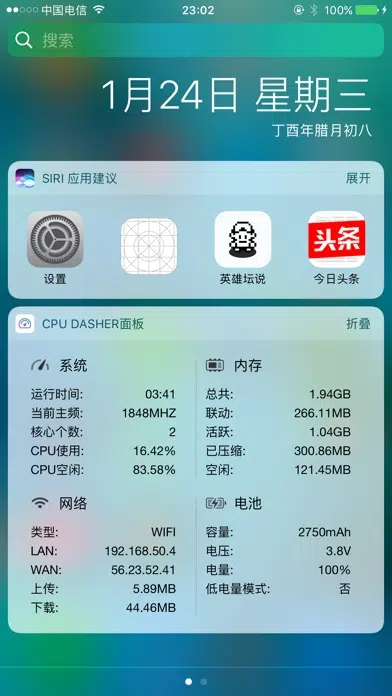 中国电信 23:02 100%
搜索
1月24日 星期三
丁酉年腊月初八
SIRI 应用建议 展开
设置 英雄坛说 今日头条
头条
CPU DASHER面板 折叠
系统
运行时间: 03:41
当前主频: 1848MHZ
核心个数: 2
CPU使用: 16.42%
CPU空闲: 83.58%
内存
总共: 1.94GB
联动: 266.11MB
活跃: 1.04GB
已压缩: 300.86MB
空闲: 121.45MB
网络
类型: WIFI
LAN: 192.168.50.4
WAN: 56.23.52.41
上传: 5.89MB
下载: 44.46MB
电池
容量: 2750mAh
电压: 3.8V
电量: 100%
低电量模式: 否